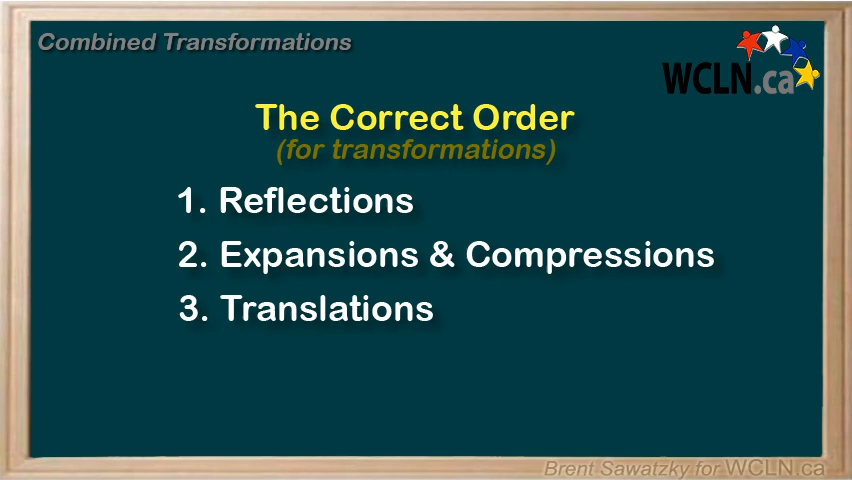 Combined Transformations
WCLN.ca
The Correct Order
(for transformations)
1. Reflections
2. Expansions & Compressions
3. Translations
Brent Sawatzky for WCLN.ca